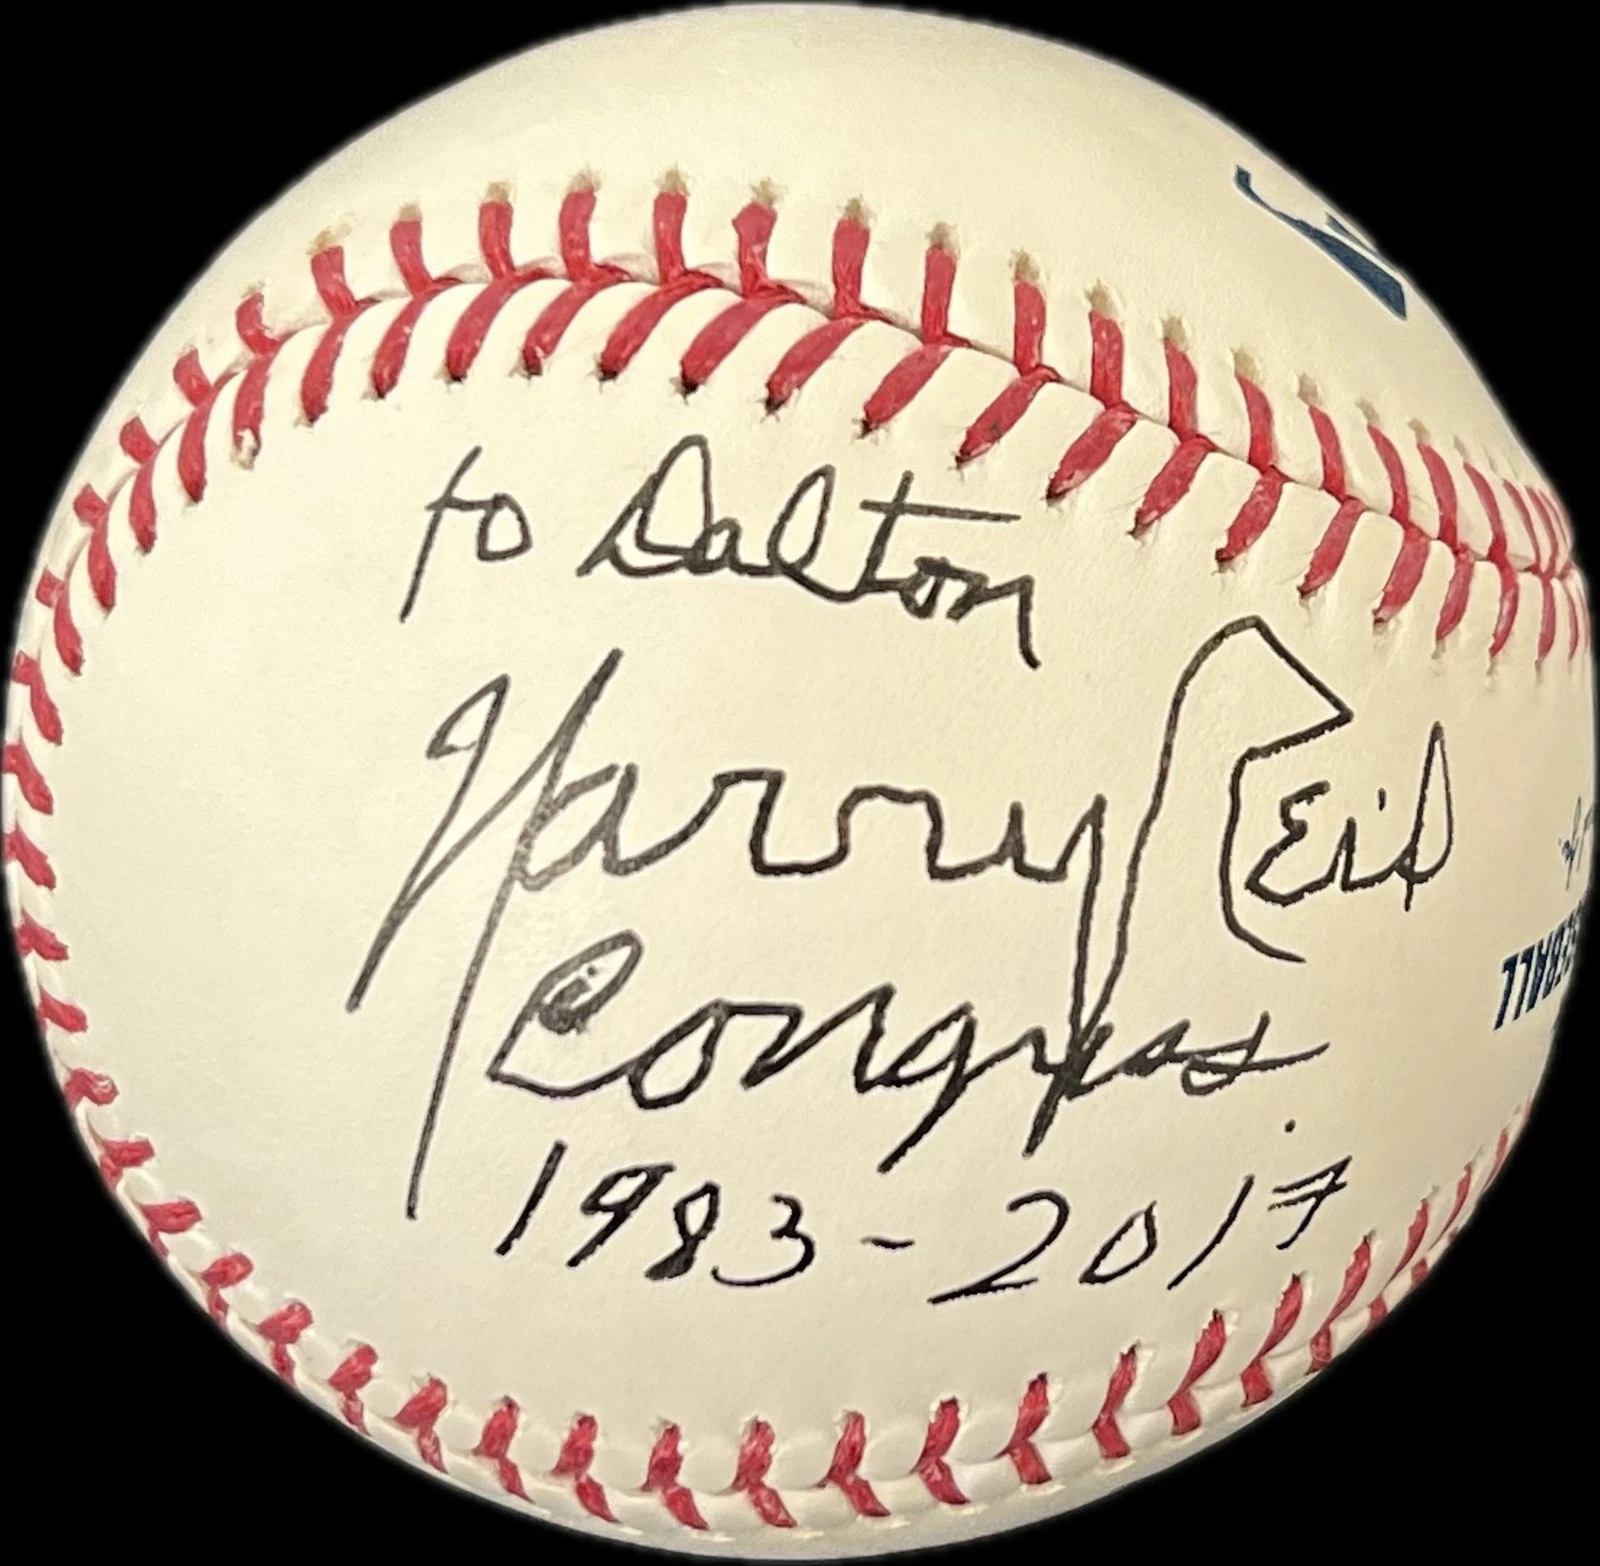 to Dalton
Harry Reid
Congress.
1983-2017